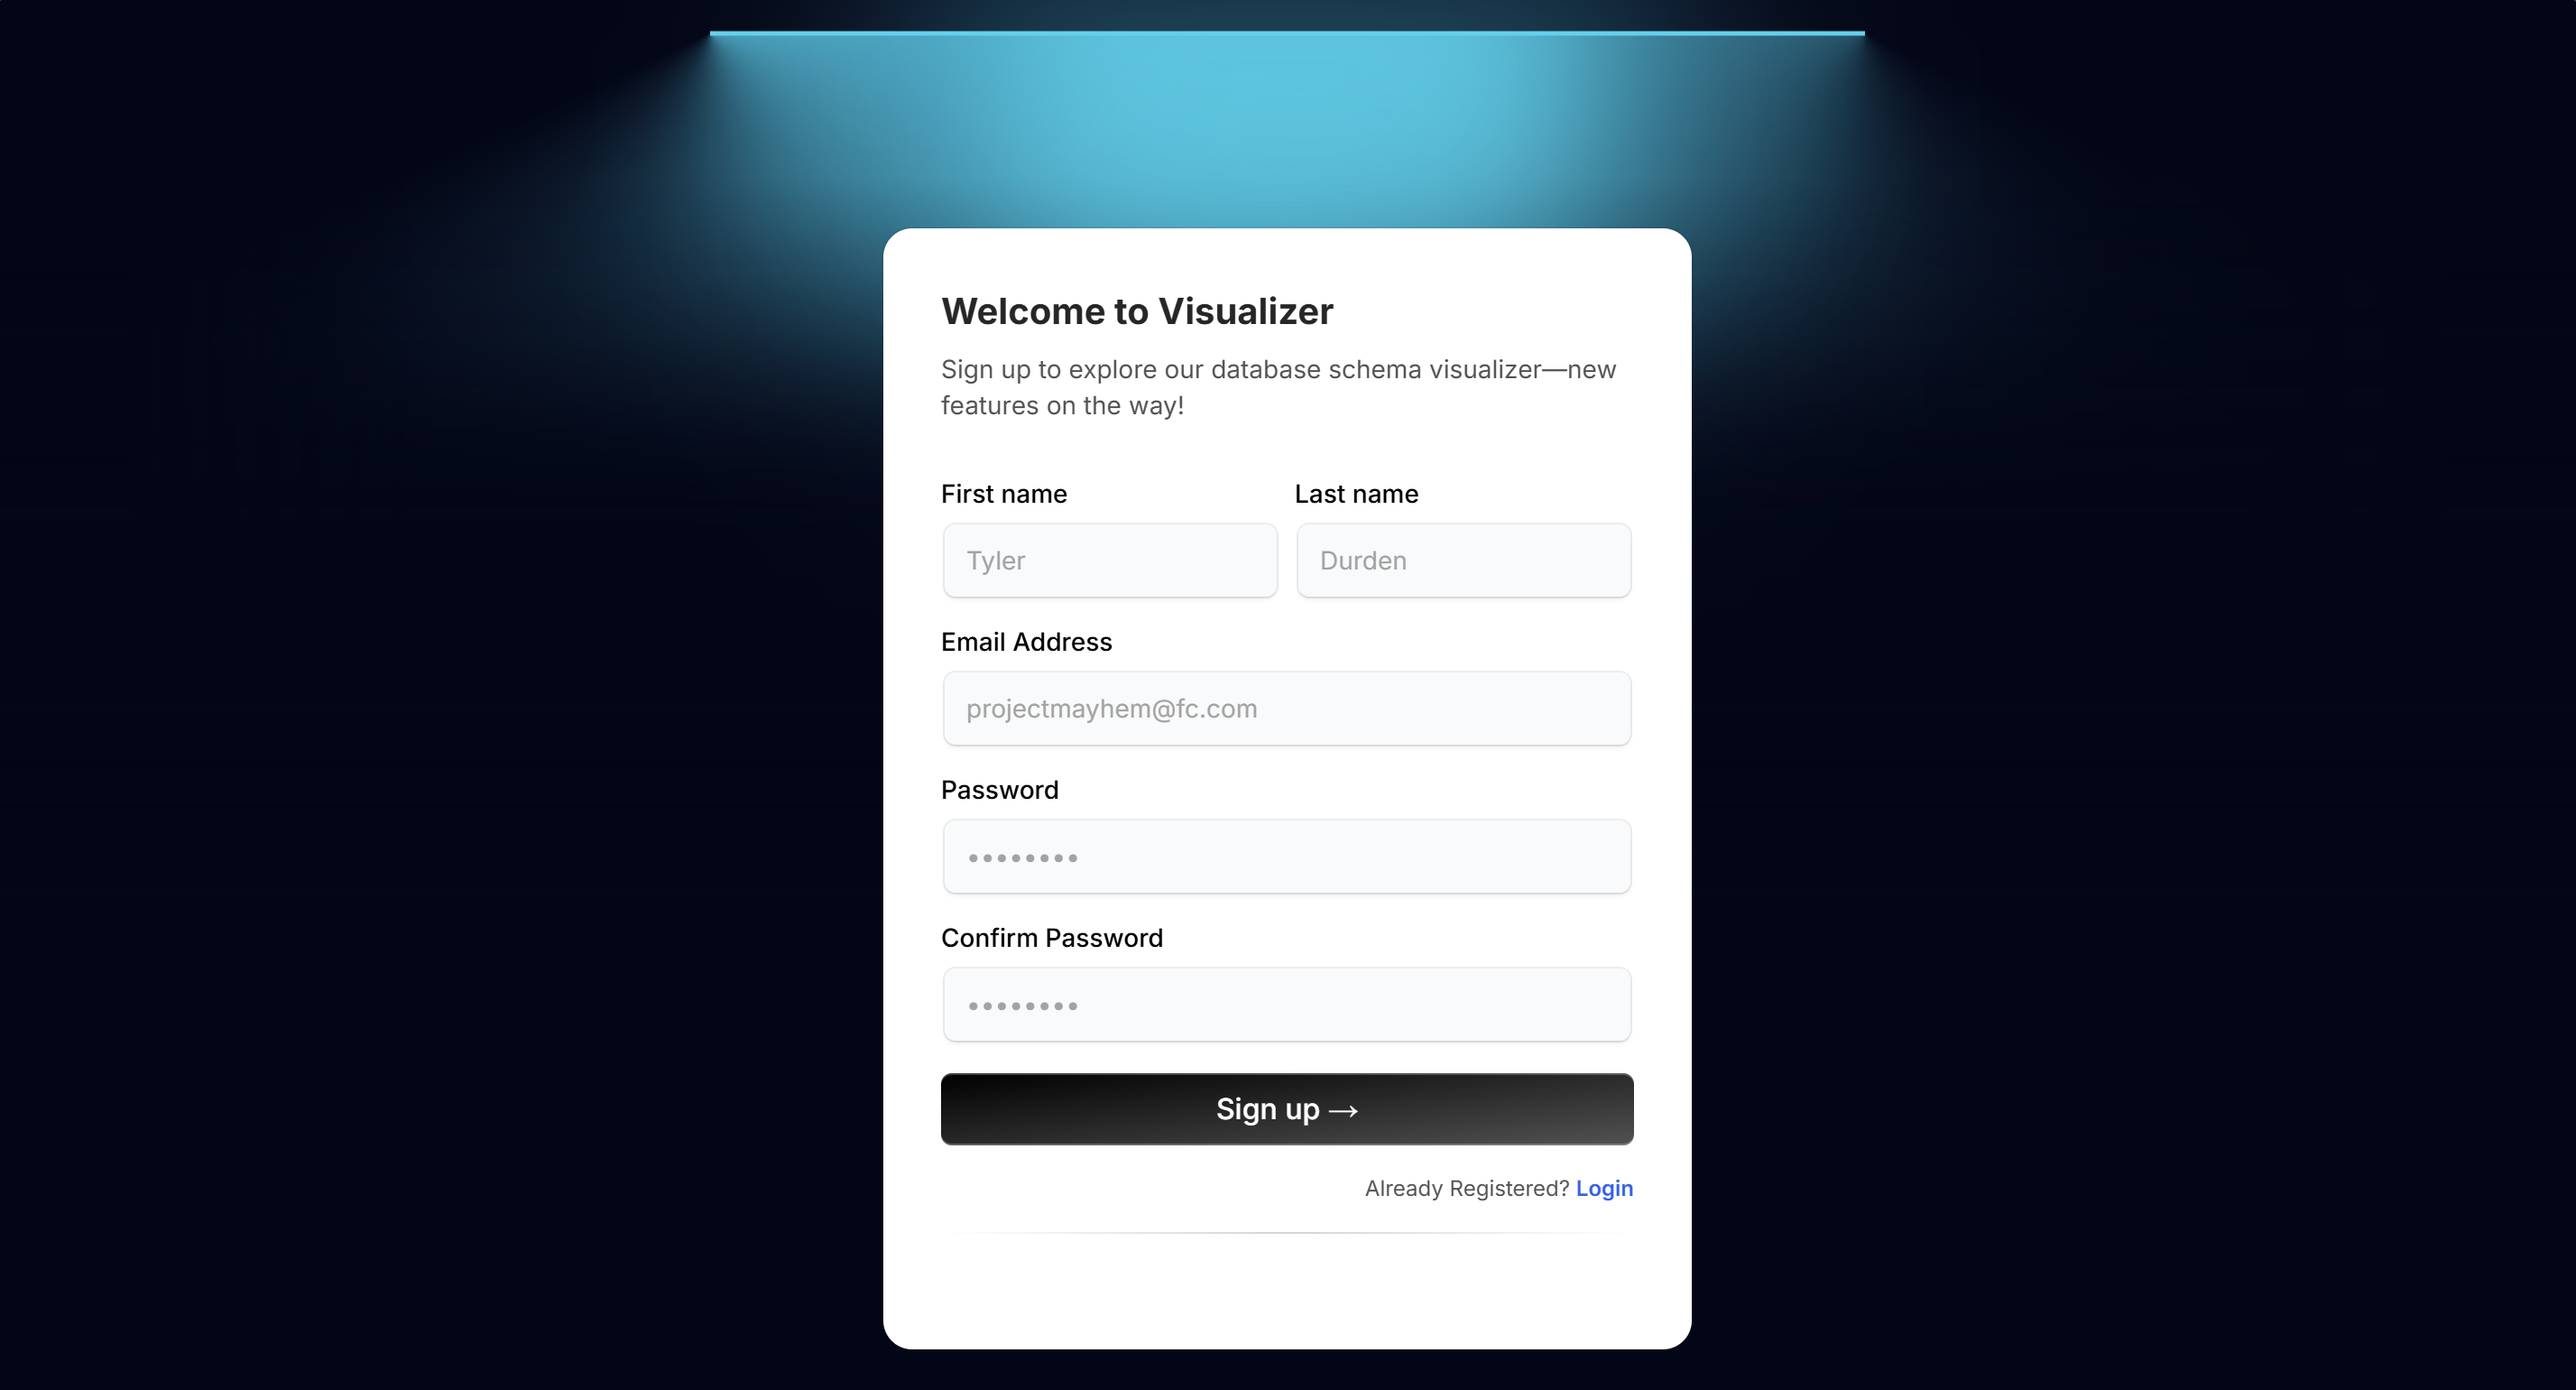 Welcome to Visualizer
Sign up to explore our database schema visualizer—new
features on the way!
First name
Last name
Tyler
Durden
Email Address
projectmayhem@fc.com
Password
••••••••
Confirm Password
••••••••
Sign up →
Already Registered? Login